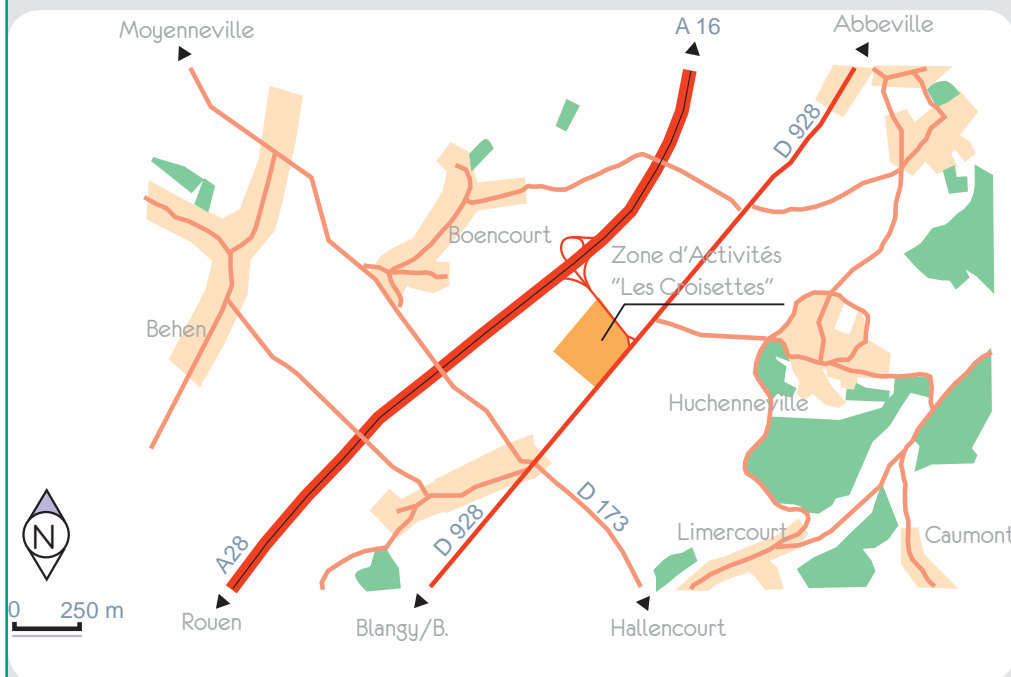 Moyenneville
A 16
Abbeville
D 928
Boencourt
Zone d'Activités
"Les Croisettes"
Behen
Huchenneville
D 173
D 928
Limercourt
Caumont
A28
N
0 250 m
Rouen
Blangy/B.
Hallencourt